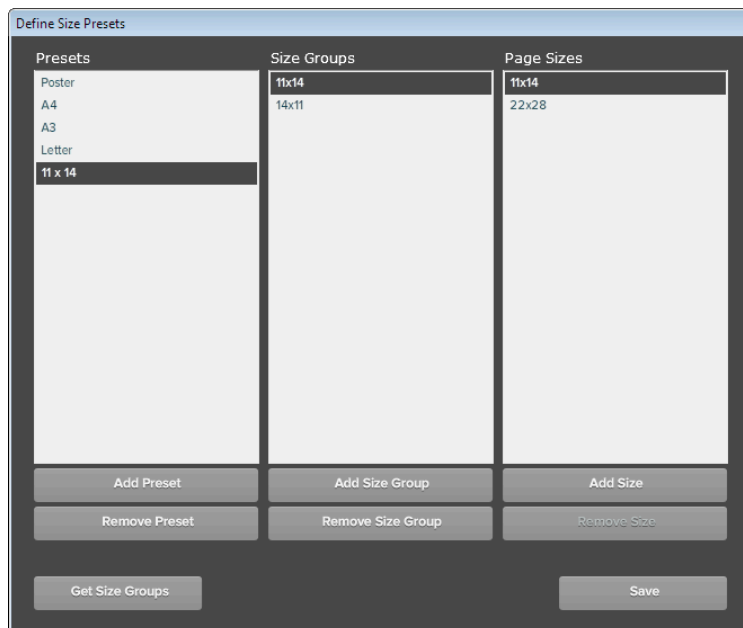 Define Size Presets
Presets
Size Groups
Page Sizes
Poster
A4
A3
Letter
11 x 14
11x14
14x11
11x14
22x28
Add Preset
Add Size Group
Add Size
Remove Preset
Remove Size Group
Remove Size
Get Size Groups
Save